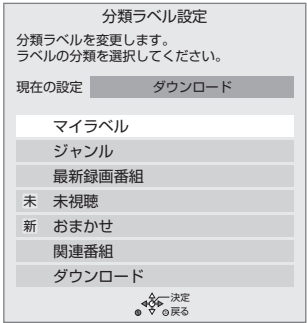 分類ラベル設定
分類ラベルを変更します。
ラベルの分類を選択してください。
現在の設定 ダウンロード
マイラベル
ジャンル
最新録画番組
未 未視聴
新 おまかせ
関連番組
ダウンロード
決定
戻る